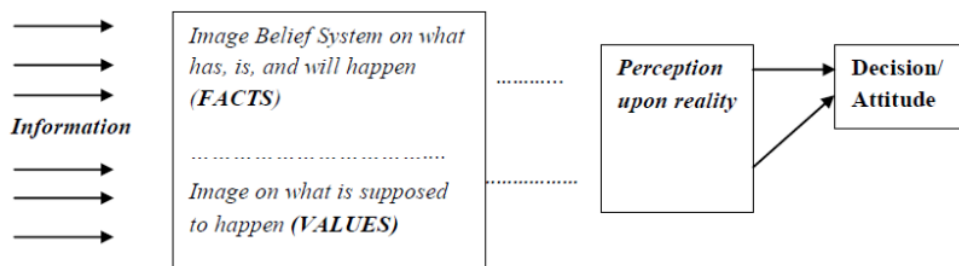 Image Belief System on what
has, is, and will happen
(FACTS)
Information
………………………………....
Image on what is supposed
to happen (VALUES)
………...
……………
Perception
upon reality
Decision/
Attitude